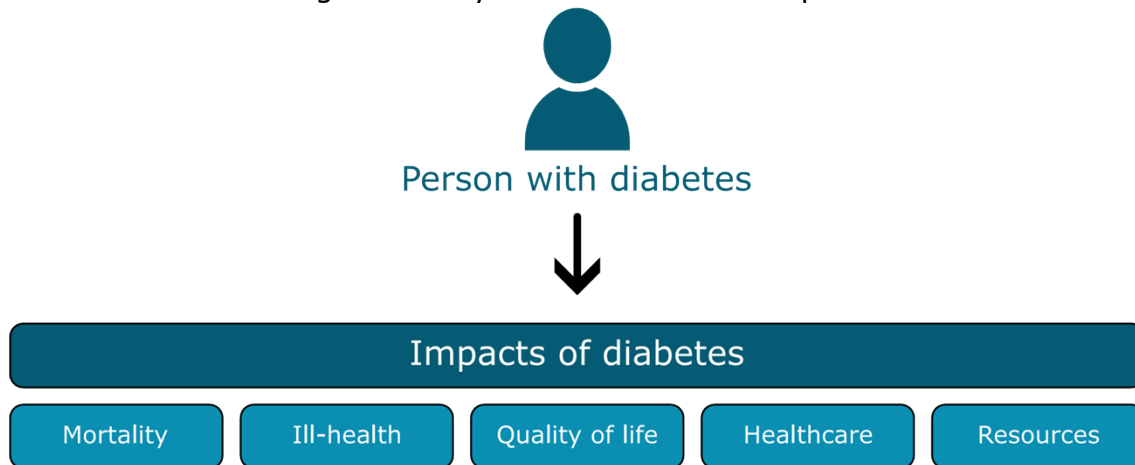 Person with diabetes
Impacts of diabetes
Mortality
Ill-health
Quality of life
Healthcare
Resources